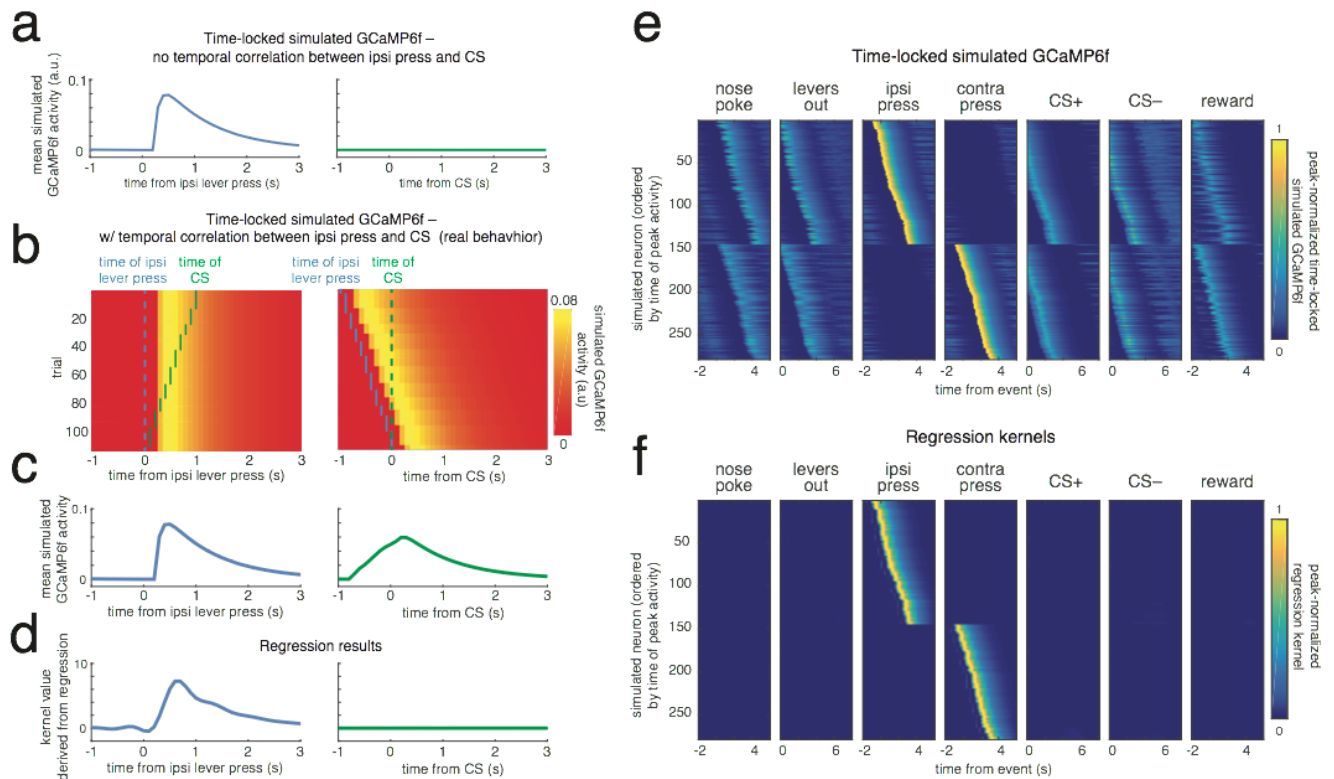 a
Time-locked simulated GCaMP6f –
no temporal correlation between ipsi press and CS
mean simulated
GCaMP6f activity (a.u.)
0.1
0
-1 0 1 2 3
time from ipsi lever press (s)
-1 0 1 2 3
time from CS (s)
b
Time-locked simulated GCaMP6f –
w/ temporal correlation between ipsi press and CS (real behavhior)
time of ipsi
lever press
time of
CS
time of ipsi
lever press
time of
CS
trial
20
40
60
80
100
-1 0 1 2 3
time from ipsi lever press (s)
-1 0 1 2 3
time from CS (s)
0.08
0
simulated GCaMP6f
activity (a.u)
c
mean simulated
GCaMP6f activity
0.1
0
-1 0 1 2 3
time from ipsi lever press (s)
-1 0 1 2 3
time from CS (s)
d
Regression results
kernel value
derived from regression
10
0
-1 0 1 2 3
time from ipsi lever press (s)
-1 0 1 2 3
time from CS (s)
e
Time-locked simulated GCaMP6f
nose
poke
levers
out
ipsi
press
contra
press
CS+
CS–
reward
simulated neuron (ordered
by time of peak activity)
50
100
150
200
250
-2 4
-2 4
-2 4
-2 4
0 6
0 6
-2 4
time from event (s)
1
0
peak-normalized time-locked
simulated GCaMP
f
Regression kernels
nose
poke
levers
out
ipsi
press
contra
press
CS+
CS–
reward
simulated neuron (ordered
by time of peak activity)
50
100
150
200
250
-2 4
-2 4
-2 4
-2 4
0 6
0 6
-2 4
time from event (s)
1
0
peak-normalized
regression kernel